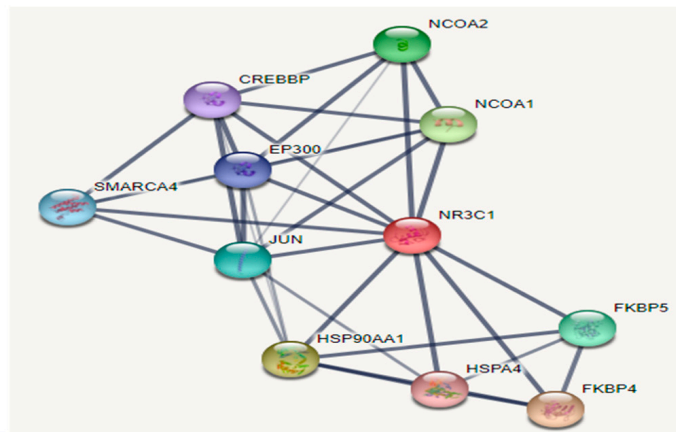 NCOA2
CREBBP
NCOA1
EP300
SMARCA4
NR3C1
JUN
FKBP5
HSP90AA1
HSPA4
FKBP4